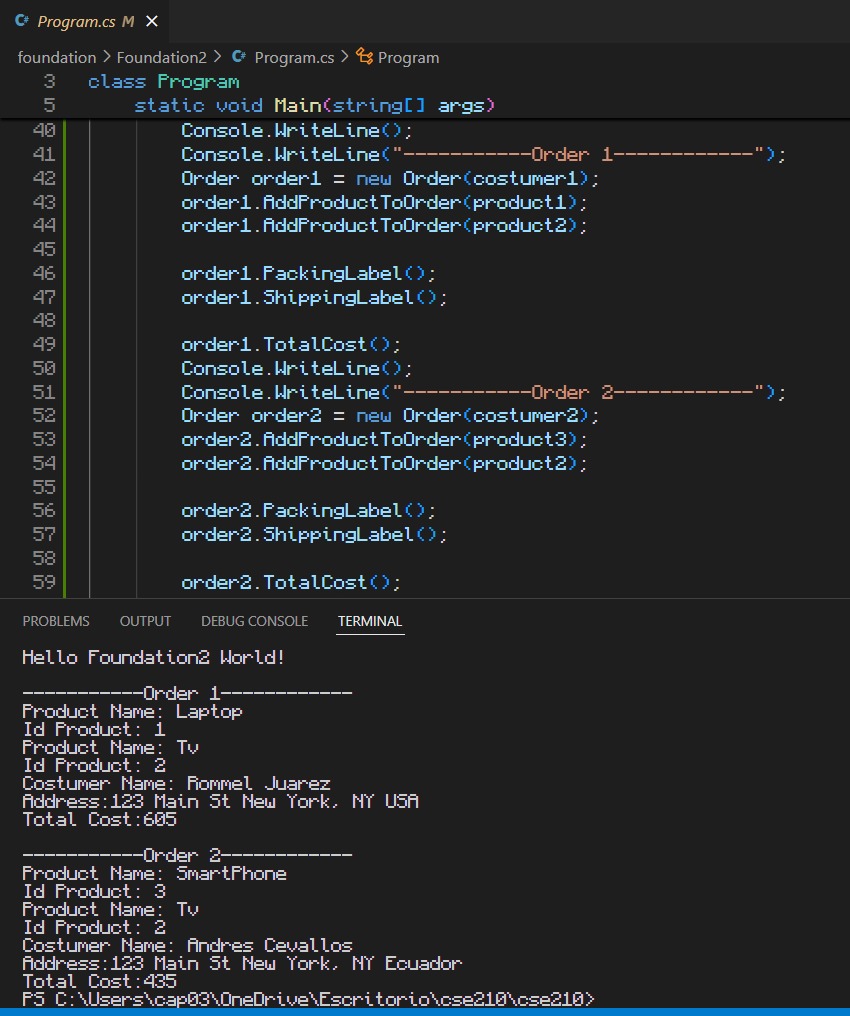 C# Program.cs M ×
foundation > Foundation2 > C# Program.cs > Program
3 class Program
5 static void Main(string[] args)
40 Console.WriteLine();
41 Console.WriteLine("-----------Order 1------------");
42 Order order1 = new Order(costumer1);
43 order1.AddProductToOrder(product1);
44 order1.AddProductToOrder(product2);
45
46 order1.PackingLabel();
47 order1.ShippingLabel();
48
49 order1.TotalCost();
50 Console.WriteLine();
51 Console.WriteLine("-----------Order 2------------");
52 Order order2 = new Order(costumer2);
53 order2.AddProductToOrder(product3);
54 order2.AddProductToOrder(product2);
55
56 order2.PackingLabel();
57 order2.ShippingLabel();
58
59 order2.TotalCost();
PROBLEMS OUTPUT DEBUG CONSOLE TERMINAL
Hello Foundation2 World!
-----------Order 1------------
Product Name: Laptop
Id Product: 1
Product Name: Tv
Id Product: 2
Costumer Name: Rommel Juarez
Address:123 Main St New York, NY USA
Total Cost:605
-----------Order 2------------
Product Name: SmartPhone
Id Product: 3
Product Name: Tv
Id Product: 2
Costumer Name: Andres Cevallos
Address:123 Main St New York, NY Ecuador
Total Cost:435
PS C:\Users\cap03\OneDrive\Escritorio\cse210\cse210>